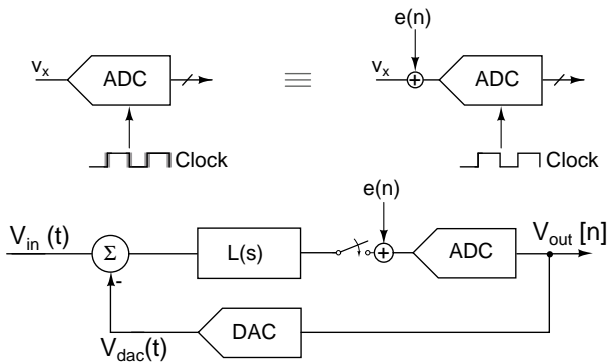 e(n)
v_x ADC
≡
v_x + ADC
Clock
Clock
e(n)
V_in (t)
Σ
-
L(s)
+
ADC
V_out [n]
DAC
V_dac(t)